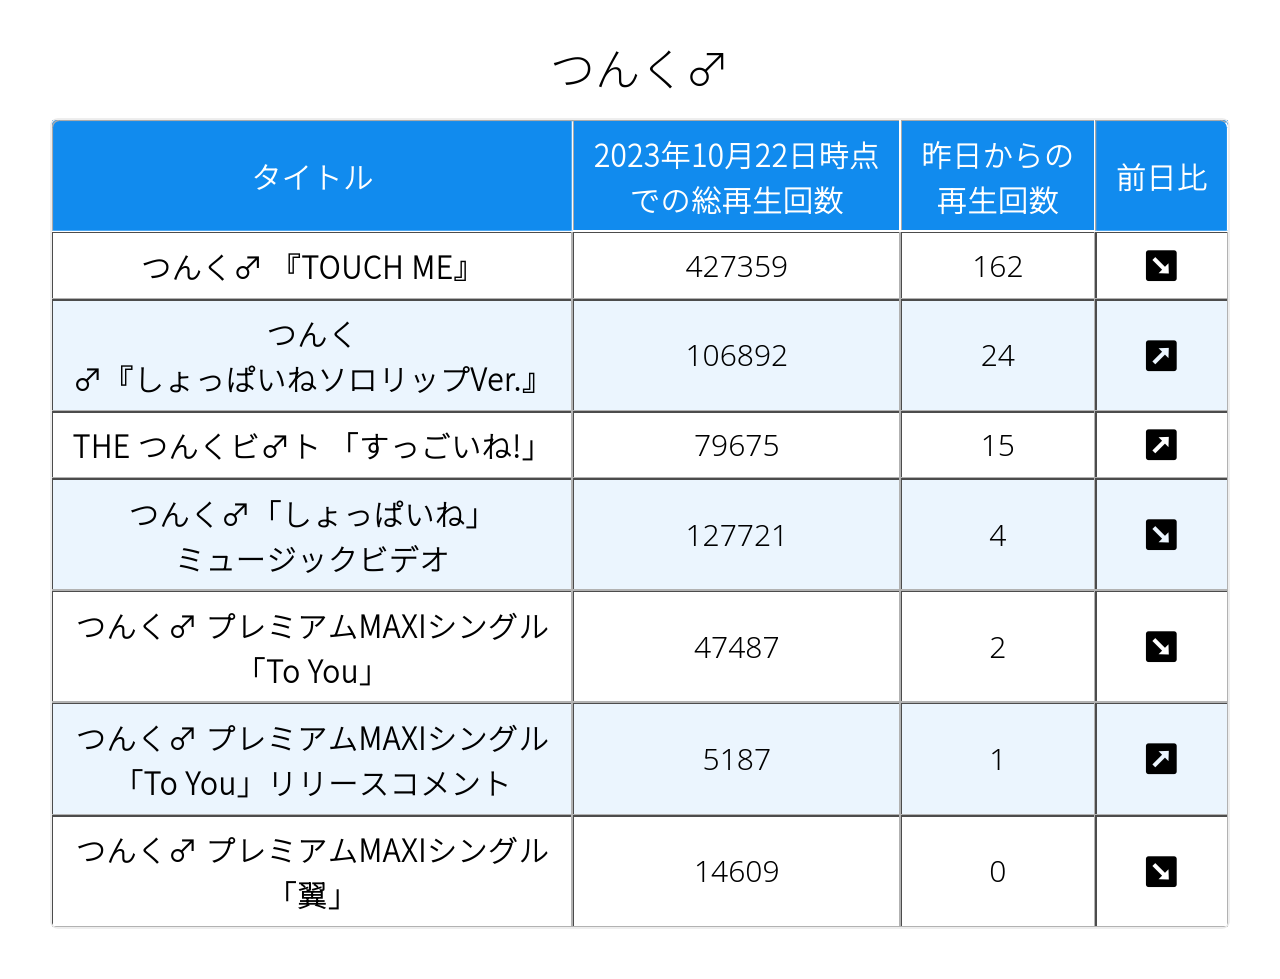 つんく♂
タイトル
2023年10月22日時点
での総再生回数
昨日からの
再生回数
前日比
つんく♂ 『TOUCH ME』
427359
162
つんく
♂『しょっぱいねソロリップVer.』
106892
24
THE つんくビ♂ト 「すっごいね!」
79675
15
つんく♂「しょっぱいね」
ミュージックビデオ
127721
4
つんく♂ プレミアムMAXIシングル
「To You」
47487
2
つんく♂ プレミアムMAXIシングル
「To You」リリースコメント
5187
1
つんく♂ プレミアムMAXIシングル
「翼」
14609
0